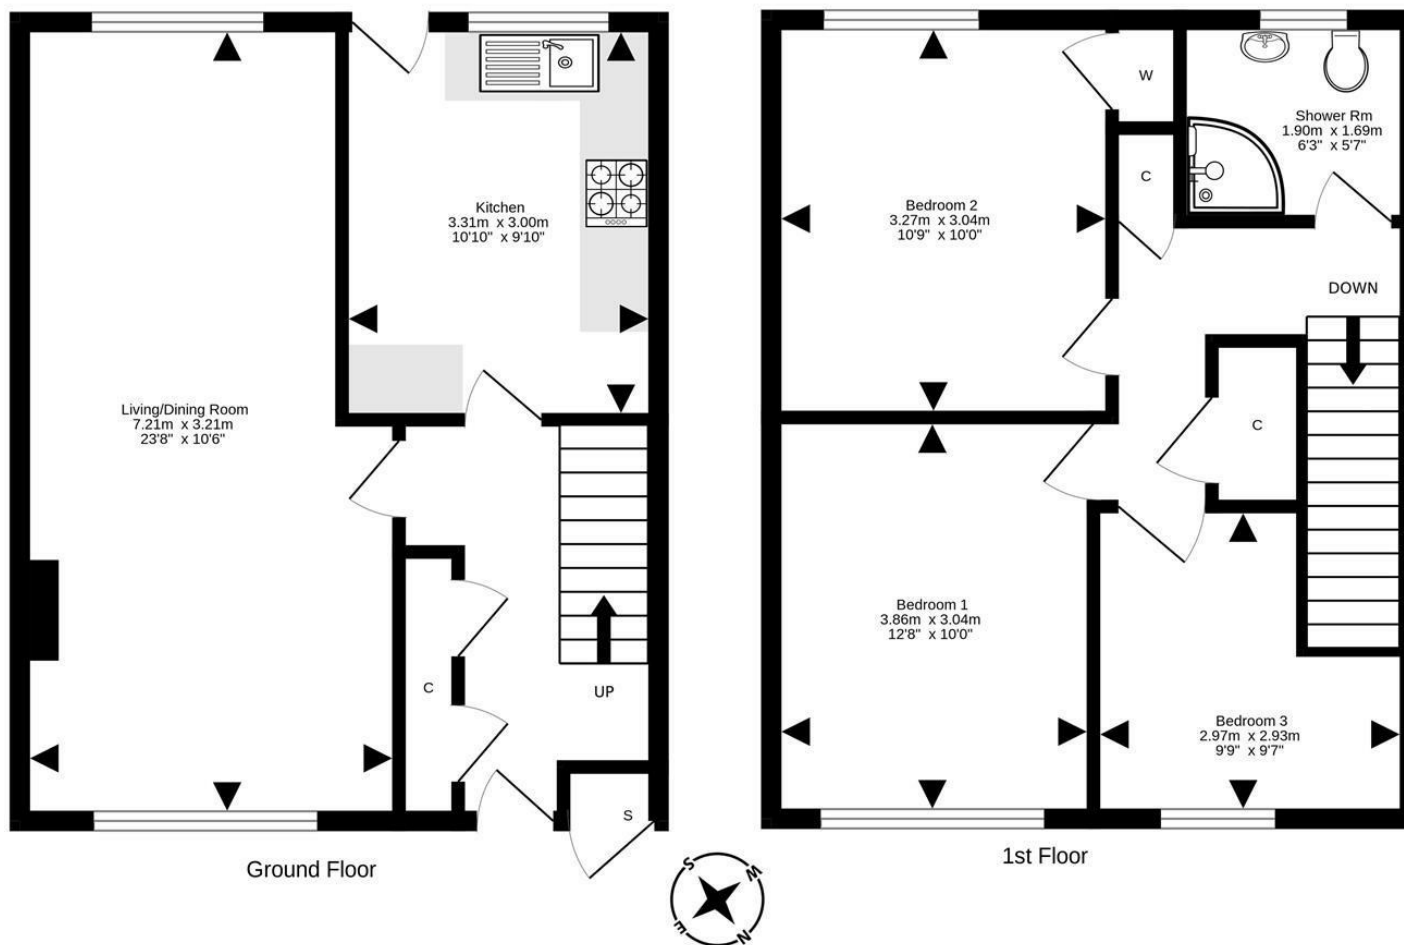 Living/Dining Room
7.21m x 3.21m
23'8" x 10'6"
Kitchen
3.31m x 3.00m
10'10" x 9'10"
C
UP
S
Ground Floor
Bedroom 2
3.27m x 3.04m
10'9" x 10'0"
W
C
Shower Rm
1.90m x 1.69m
6'3" x 5'7"
DOWN
C
Bedroom 1
3.86m x 3.04m
12'8" x 10'0"
Bedroom 3
2.97m x 2.93m
9'9" x 9'7"
1st Floor
S
W
E
N